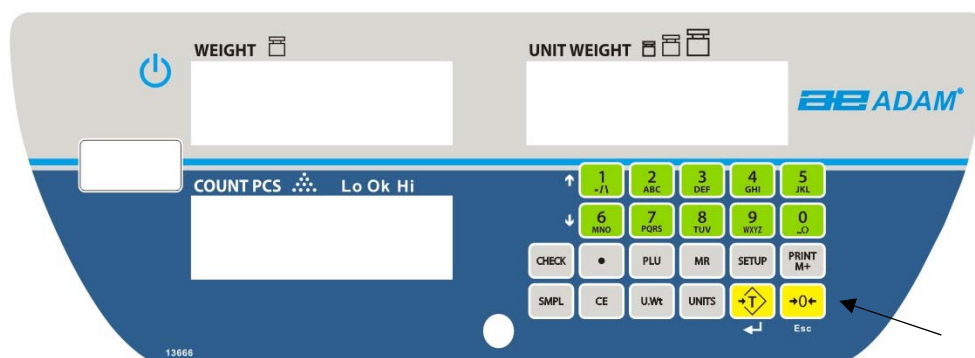 WEIGHT UNIT WEIGHT
ae ADAM®
COUNT PCS Lo Ok Hi
1 2 3 4 5
-/\ ABC DEF GHI JKL
6 7 8 9 0
MNO PQRS TUV WXYZ
CHECK • PLU MR SETUP PRINT M+
SMPL CE U.Wt UNITS →T →0←
Esc
13666